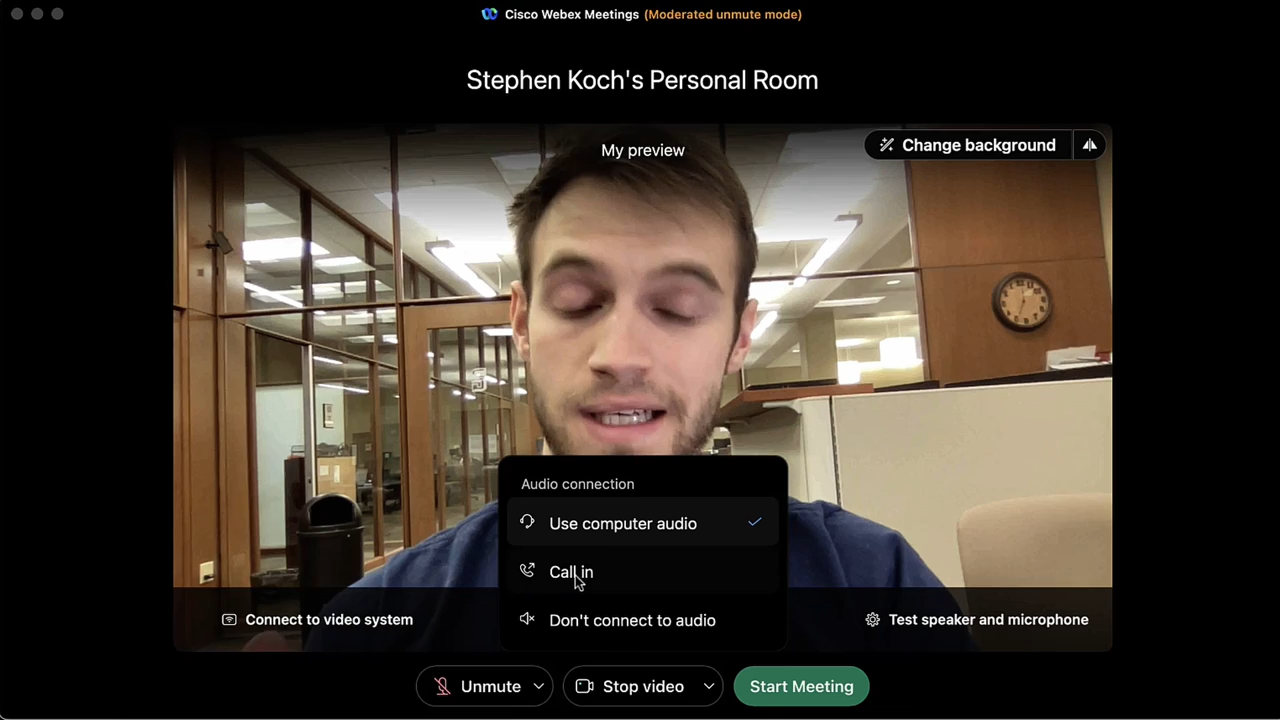 Cisco Webex Meetings (Moderated unmute mode)
Stephen Koch's Personal Room
My preview
Change background
Audio connection
Use computer audio
Call in
Don't connect to audio
Connect to video system
Test speaker and microphone
Unmute
Stop video
Start Meeting